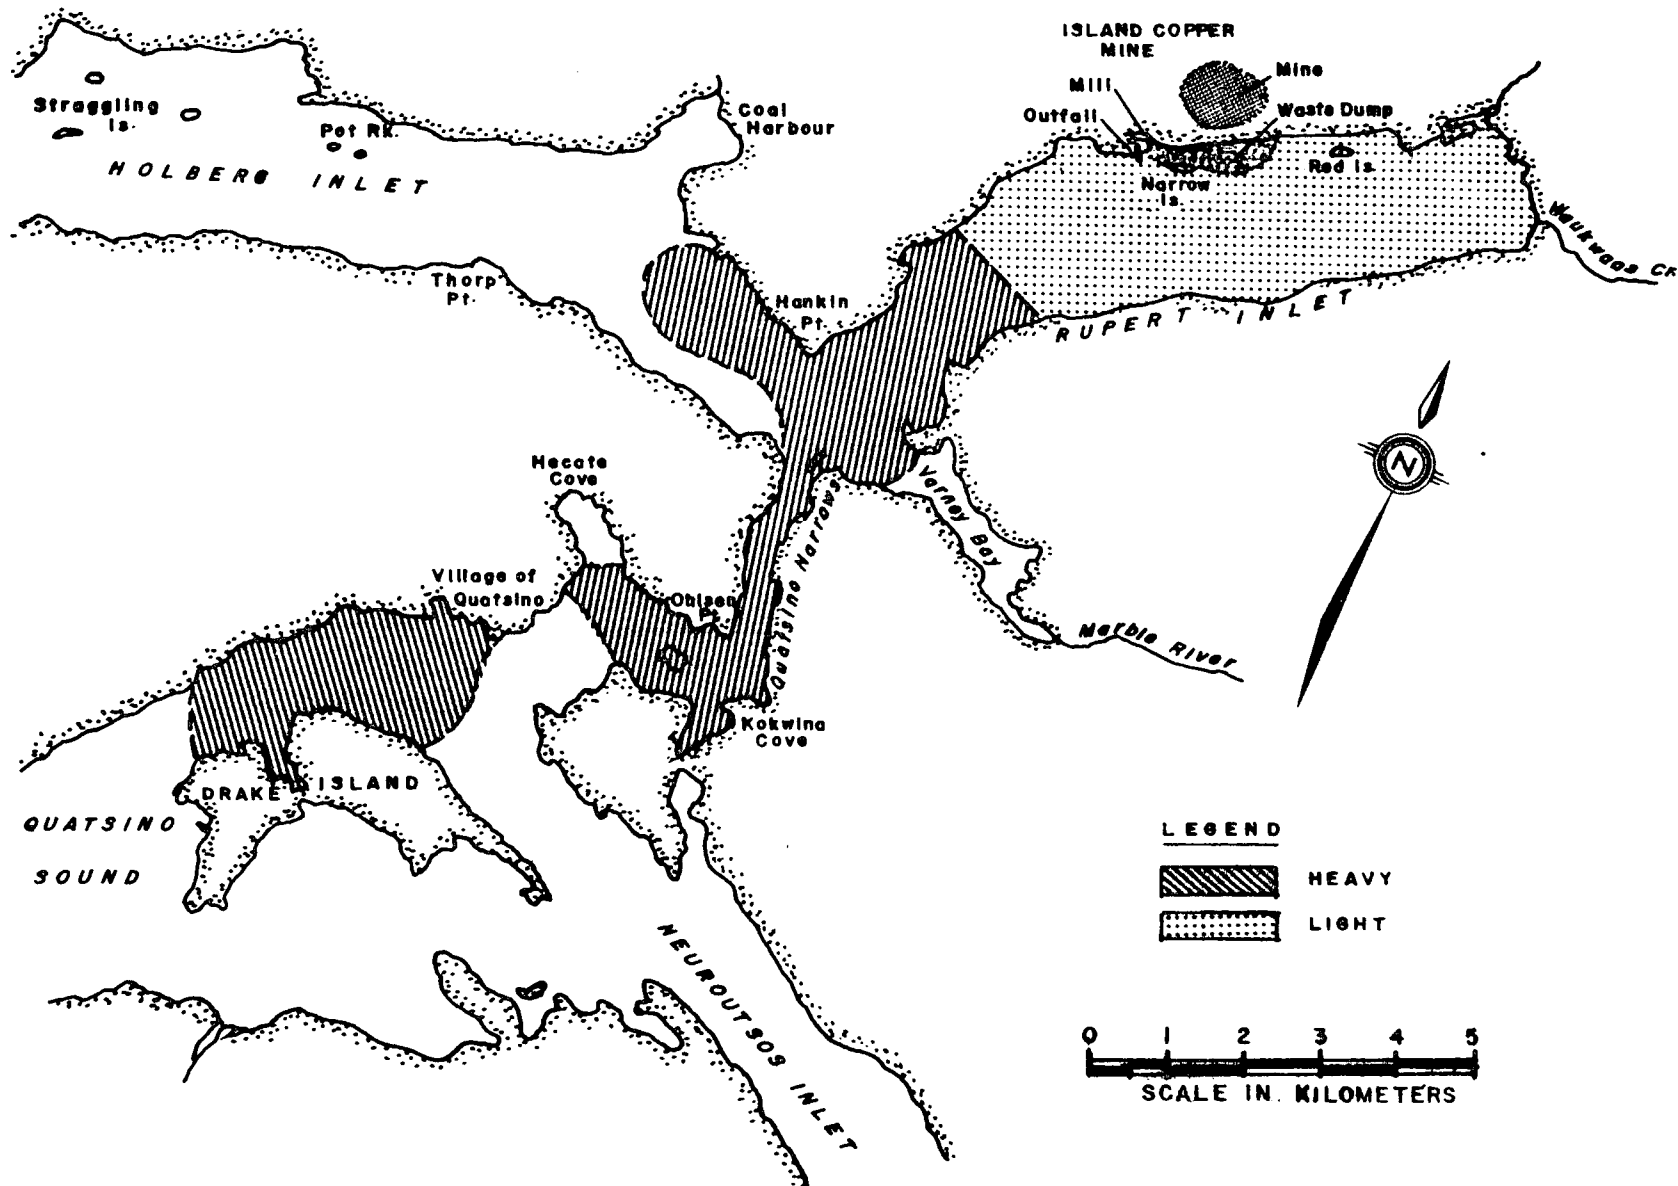 ISLAND COPPER
MINE
Mine
Mill
Waste Dump
Outfall
Straggling
Is.
Pot Rk.
Coal
Harbour
HOLBERG INLET
Narrow
Is.
Red Is.
Waukwaas Cr.
Thorp
Pt.
Hankin
Pt.
RUPERT INLET
Hecate
Cove
Varney Bay
N
Village of
Quatsino
Ohlsen
Pt.
Quatsino Narrows
Marble River
Kokwina
Cove
DRAKE ISLAND
QUATSINO
SOUND
LEGEND
HEAVY
LIGHT
NEUROUTSOS INLET
0 1 2 3 4 5
SCALE IN KILOMETERS